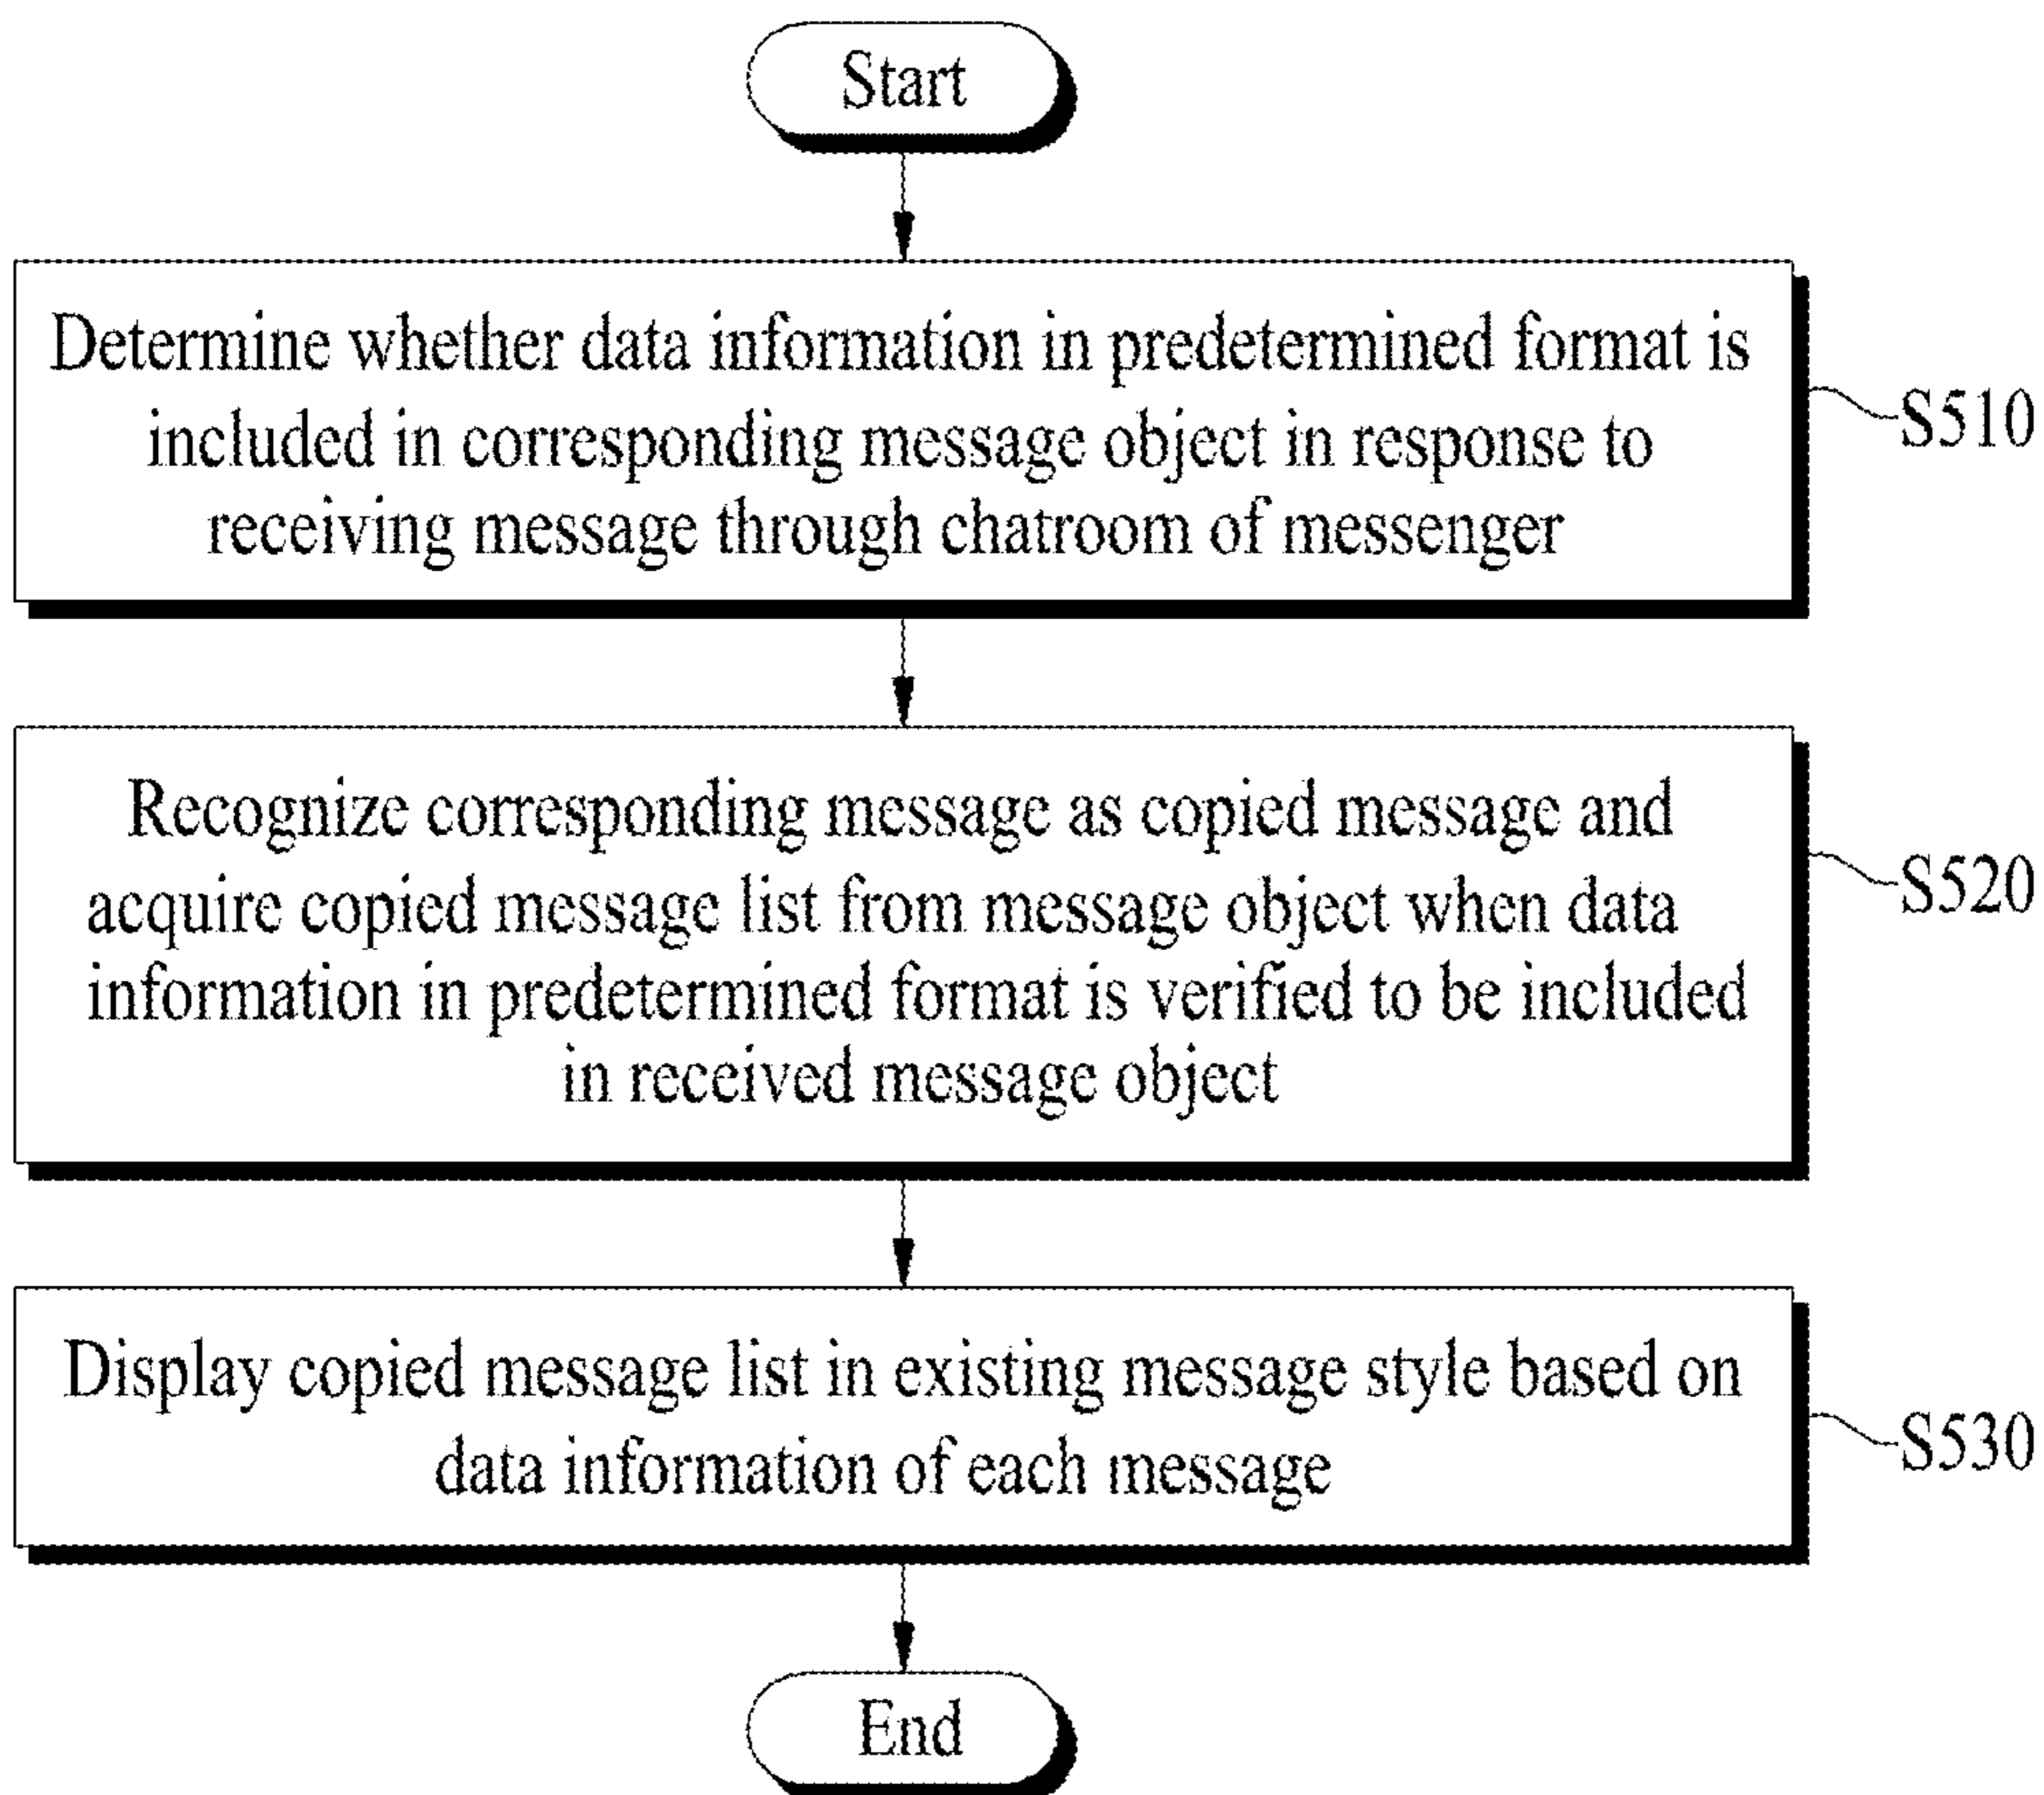 Start
Determine whether data information in predetermined format is
included in corresponding message object in response to
receiving message through chatroom of messenger
S510
Recognize corresponding message as copied message and
acquire copied message list from message object when data
information in predetermined format is verified to be included
in received message object
S520
Display copied message list in existing message style based on
data information of each message
S530
End